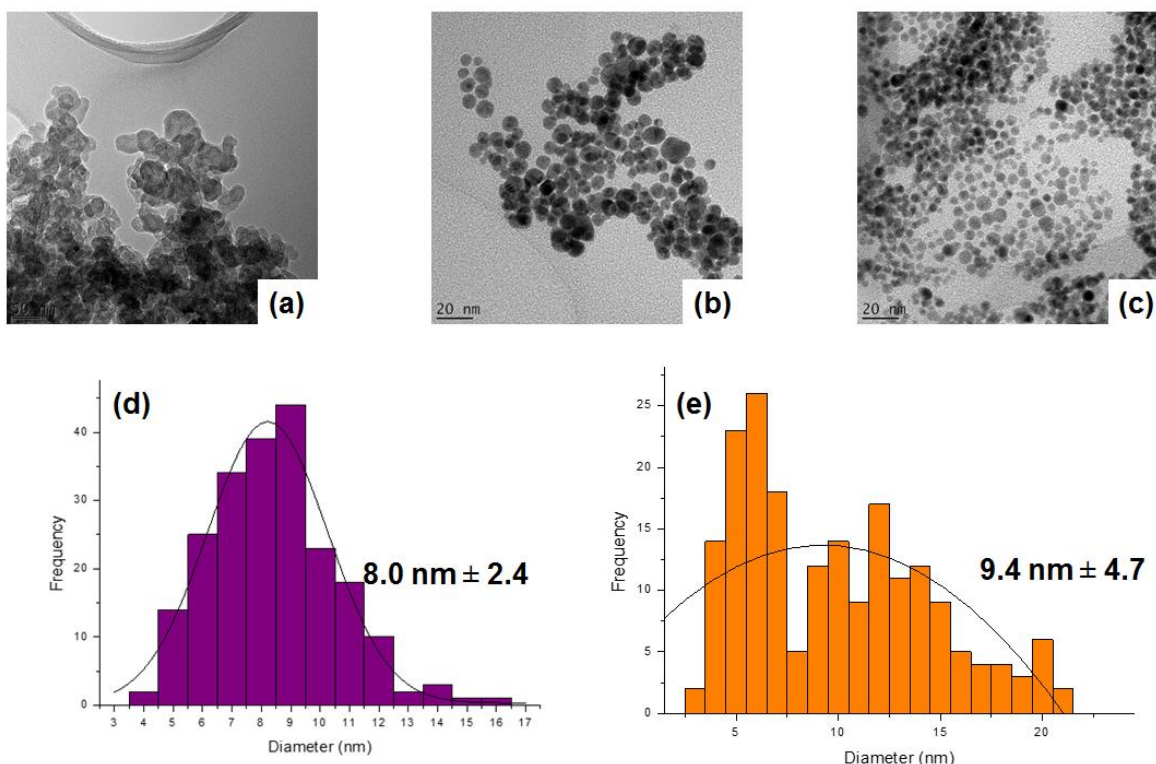 50 nm
(a)
20 nm
(b)
20 nm
(c)
(d)
Frequency
40
30
20
10
0
8.0 nm ± 2.4
3 4 5 6 7 8 9 10 11 12 13 14 15 16 17
Diameter (nm)
(e)
Frequency
25
20
15
10
5
0
9.4 nm ± 4.7
5 10 15 20
Diameter (nm)